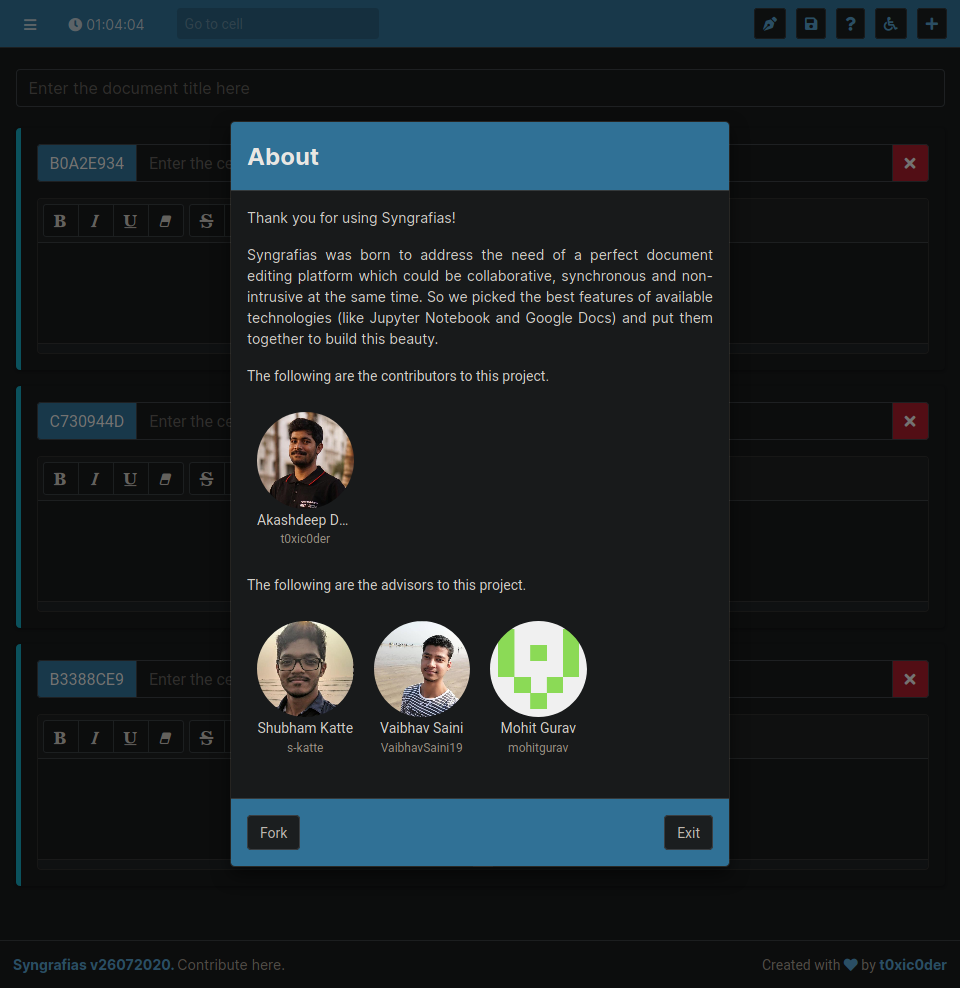 01:04:04 Go to cell ?
Enter the document title here
About
B0A2E934 Enter the ce
B I U S
Thank you for using Syngrafias!
Syngrafias was born to address the need of a perfect document
editing platform which could be collaborative, synchronous and non-
intrusive at the same time. So we picked the best features of available
technologies (like Jupyter Notebook and Google Docs) and put them
together to build this beauty.
The following are the contributors to this project.
C730944D Enter the ce
B I U S
Akashdeep D...
t0xic0der
The following are the advisors to this project.
B3388CE9 Enter the ce
B I U S
Shubham Katte Vaibhav Saini Mohit Gurav
s-katte VaibhavSaini19 mohitgurav
Fork Exit
Syngrafias v26072020. Contribute here. Created with ♥ by t0xic0der